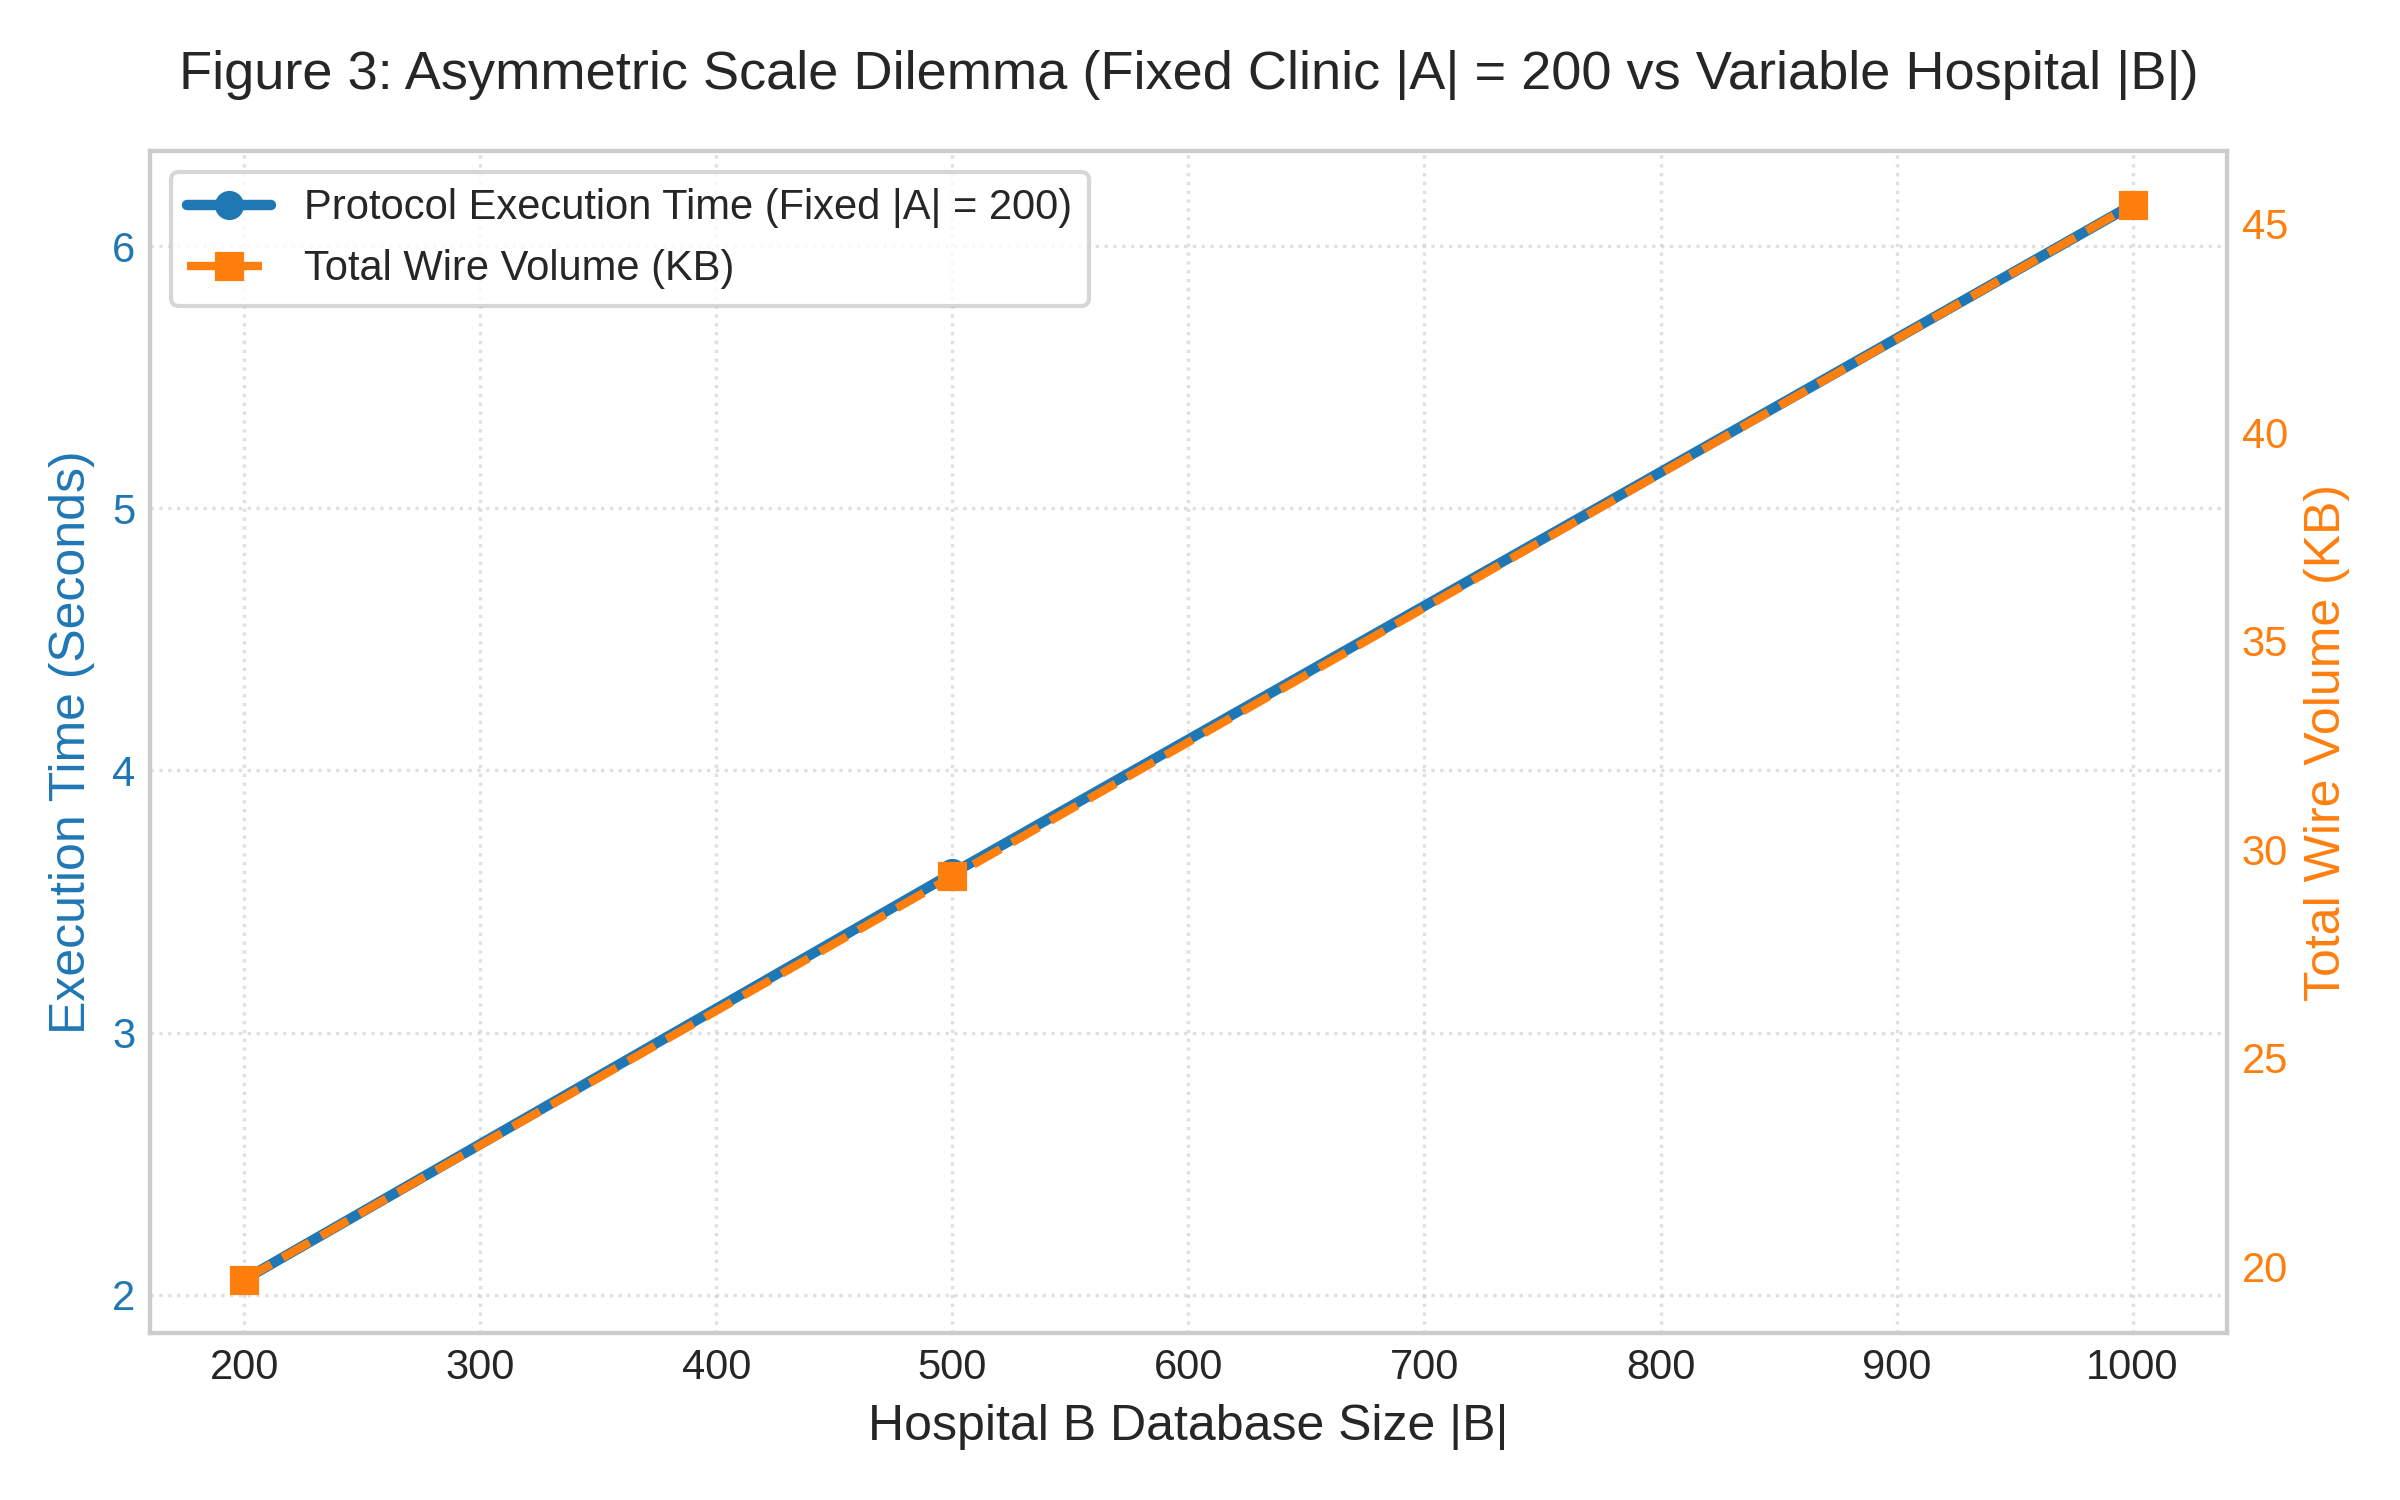 Figure 3: Asymmetric Scale Dilemma (Fixed Clinic |A| = 200 vs Variable Hospital |B|)
Protocol Execution Time (Fixed |A| = 200)
Total Wire Volume (KB)
Execution Time (Seconds)
6
5
4
3
2
45
40
35
30
25
20
Total Wire Volume (KB)
200 300 400 500 600 700 800 900 1000
Hospital B Database Size |B|